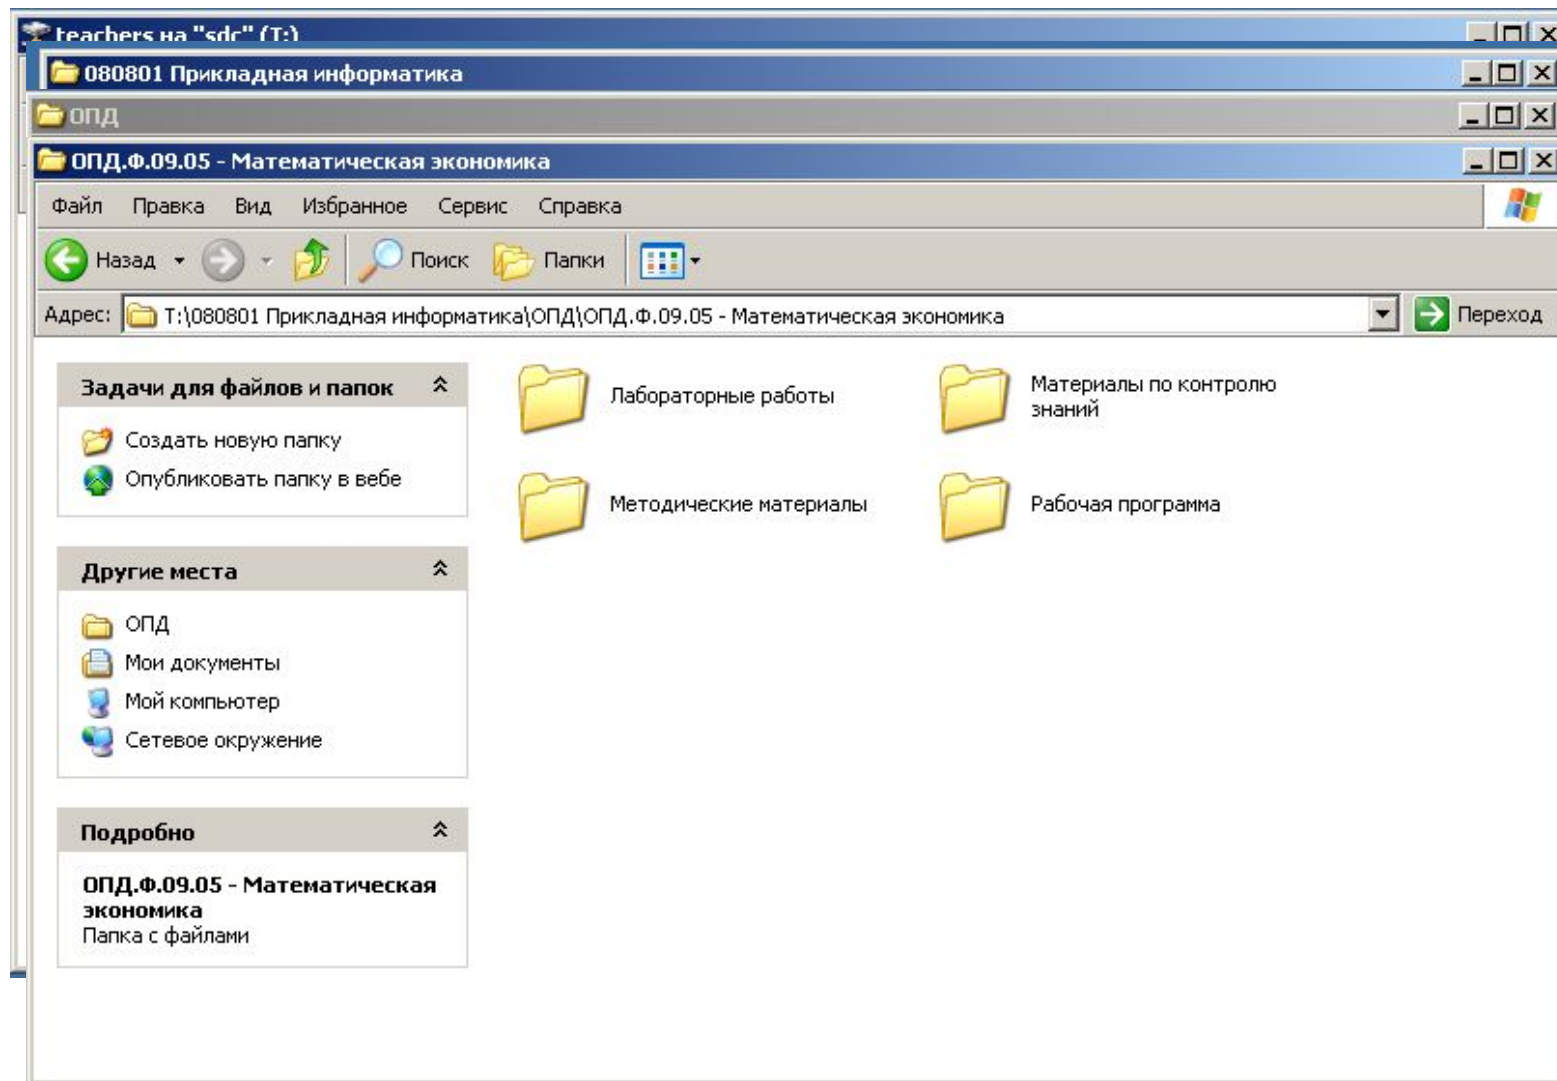 teachers на "sdc" (T:)
080801 Прикладная информатика
ОПД
ОПД.Ф.09.05 - Математическая экономика
Файл Правка Вид Избранное Сервис Справка
Назад Поиск Папки
Адрес: T:\080801 Прикладная информатика\ОПД\ОПД.Ф.09.05 - Математическая экономика Переход
Задачи для файлов и папок
Создать новую папку
Опубликовать папку в вебе
Другие места
ОПД
Мои документы
Мой компьютер
Сетевое окружение
Подробно
ОПД.Ф.09.05 - Математическая
экономика
Папка с файлами
Лабораторные работы
Материалы по контролю
знаний
Методические материалы
Рабочая программа